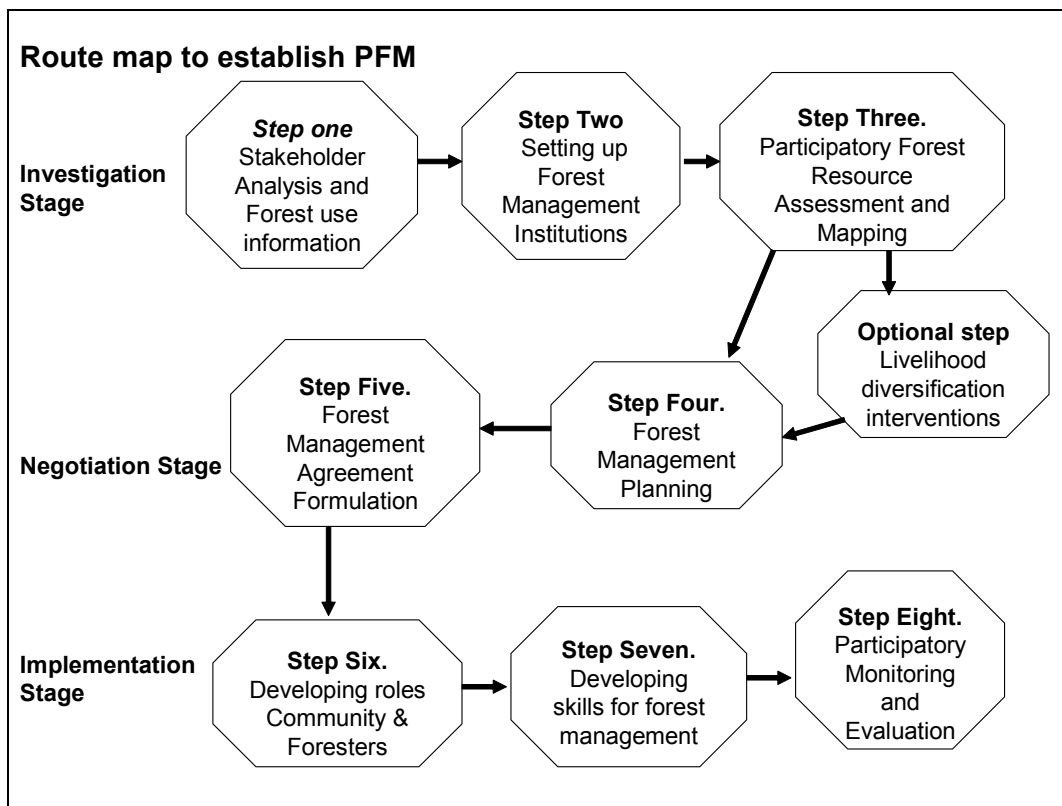 Route map to establish PFM
Investigation
Stage
Step one
Stakeholder
Analysis and
Forest use
information
Step Two
Setting up
Forest
Management
Institutions
Step Three.
Participatory Forest
Resource
Assessment and
Mapping
Optional step
Livelihood
diversification
interventions
Negotiation Stage
Step Four.
Forest
Management
Planning
Step Five.
Forest
Management
Agreement
Formulation
Implementation
Stage
Step Six.
Developing roles
Community &
Foresters
Step Seven.
Developing
skills for forest
management
Step Eight.
Participatory
Monitoring
and
Evaluation